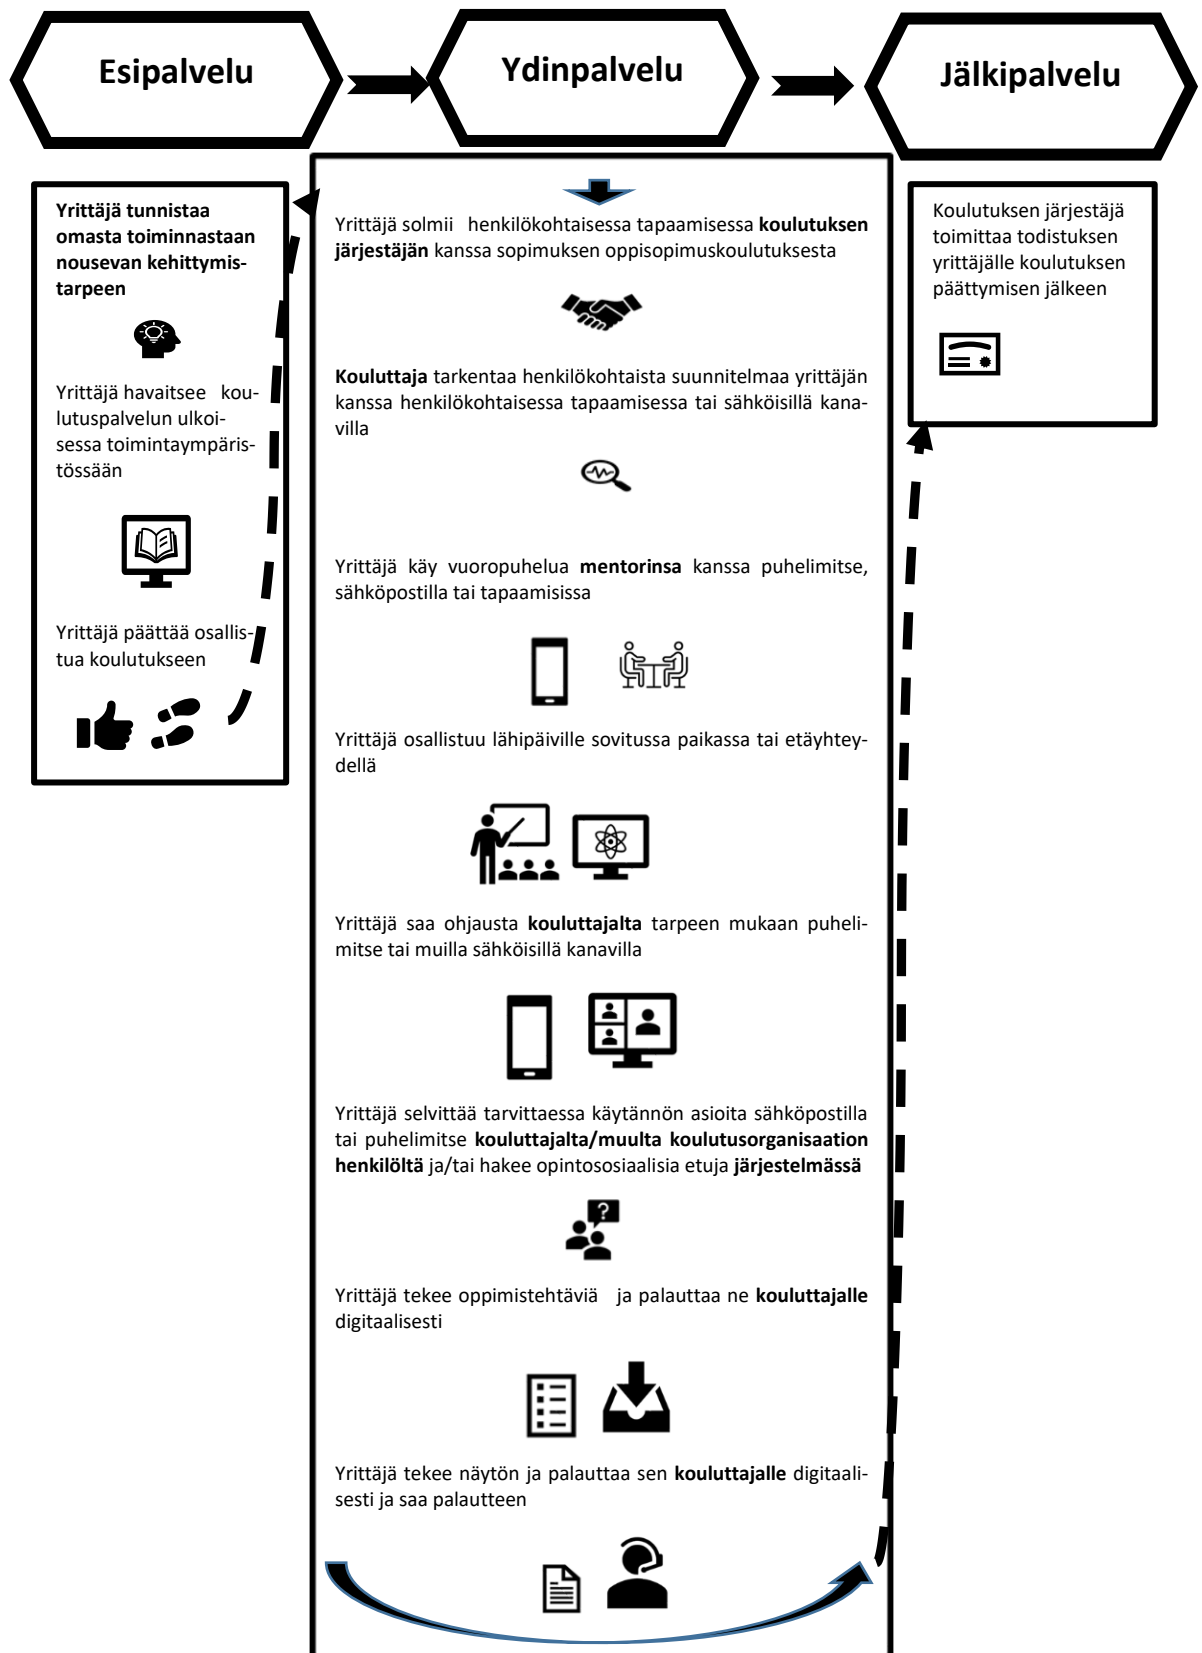 Esipalvelu
Ydinpalvelu
Jälkipalvelu
Yrittäjä tunnistaa
omasta toiminnastaan
nousevan kehittymis-
tarpeen
Yrittäjä havaitsee kou-
lutuspalvelun ulkoi-
sessa toimintaympäris-
tössään
Yrittäjä päättää osallis-
tua koulutukseen
Yrittäjä solmii henkilökohtaisessa tapaamisessa koulutuksen
järjestäjän kanssa sopimuksen oppisopimuskoulutuksesta
Kouluttaja tarkentaa henkilökohtaista suunnitelmaa yrittäjän
kanssa henkilökohtaisessa tapaamisessa tai sähköisillä kana-
villa
Yrittäjä käy vuoropuhelua mentorinsa kanssa puhelimitse,
sähköpostilla tai tapaamisissa
Yrittäjä osallistuu lähipäiville sovitussa paikassa tai etäyhtey-
dellä
Yrittäjä saa ohjausta kouluttajalta tarpeen mukaan puheli-
mitse tai muilla sähköisillä kanavilla
Yrittäjä selvittää tarvittaessa käytännön asioita sähköpostilla
tai puhelimitse kouluttajalta/muulta koulutusorganisaation
henkilöltä ja/tai hakee opintososiaalisia etuja järjestelmässä
?
Yrittäjä tekee oppimistehtäviä ja palauttaa ne kouluttajalle
digitaalisesti
Yrittäjä tekee näytön ja palauttaa sen kouluttajalle digitaali-
sesti ja saa palautteen
Koulutuksen järjestäjä
toimittaa todistuksen
yrittäjälle koulutuksen
päättymisen jälkeen